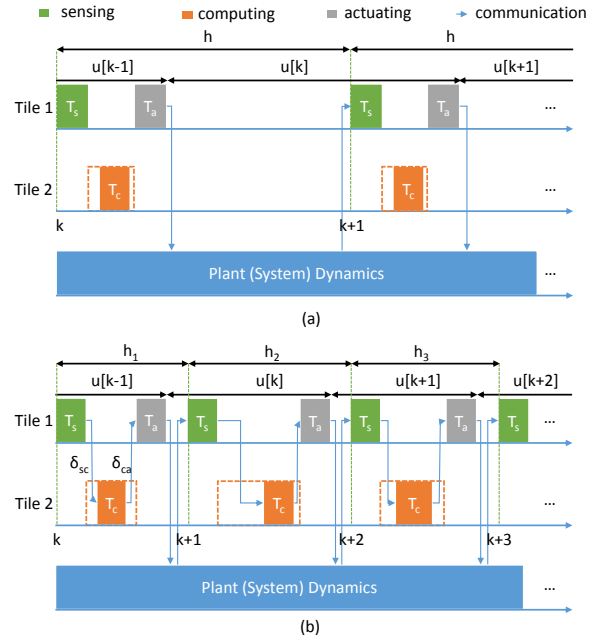 sensing computing actuating communication
h h
u[k-1] u[k] u[k+1]
Tile 1 Ts Ta Ts Ta ...
Tile 2 Tc Tc ...
k k+1
Plant (System) Dynamics ...
(a)
h1 h2 h3
u[k-1] u[k] u[k+1] u[k+2]
Tile 1 Ts Ta Ts Ta Ts Ta Ts ...
δsc δca
Tile 2 Tc Tc Tc ...
k k+1 k+2 k+3
Plant (System) Dynamics ...
(b)